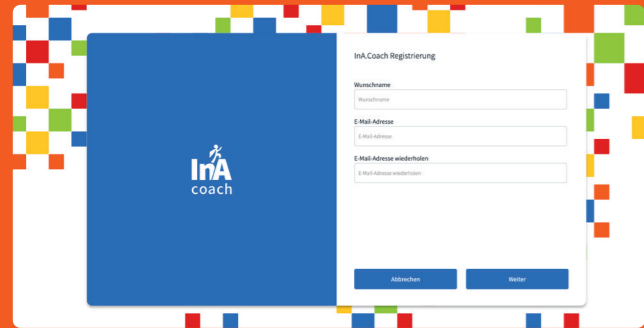 InA
coach
InA.Coach Registrierung
Wunschname
Wunschname
E-Mail-Adresse
E-Mail-Adresse
E-Mail-Adresse wiederholen
E-Mail-Adresse wiederholen
Abbrechen
Weiter